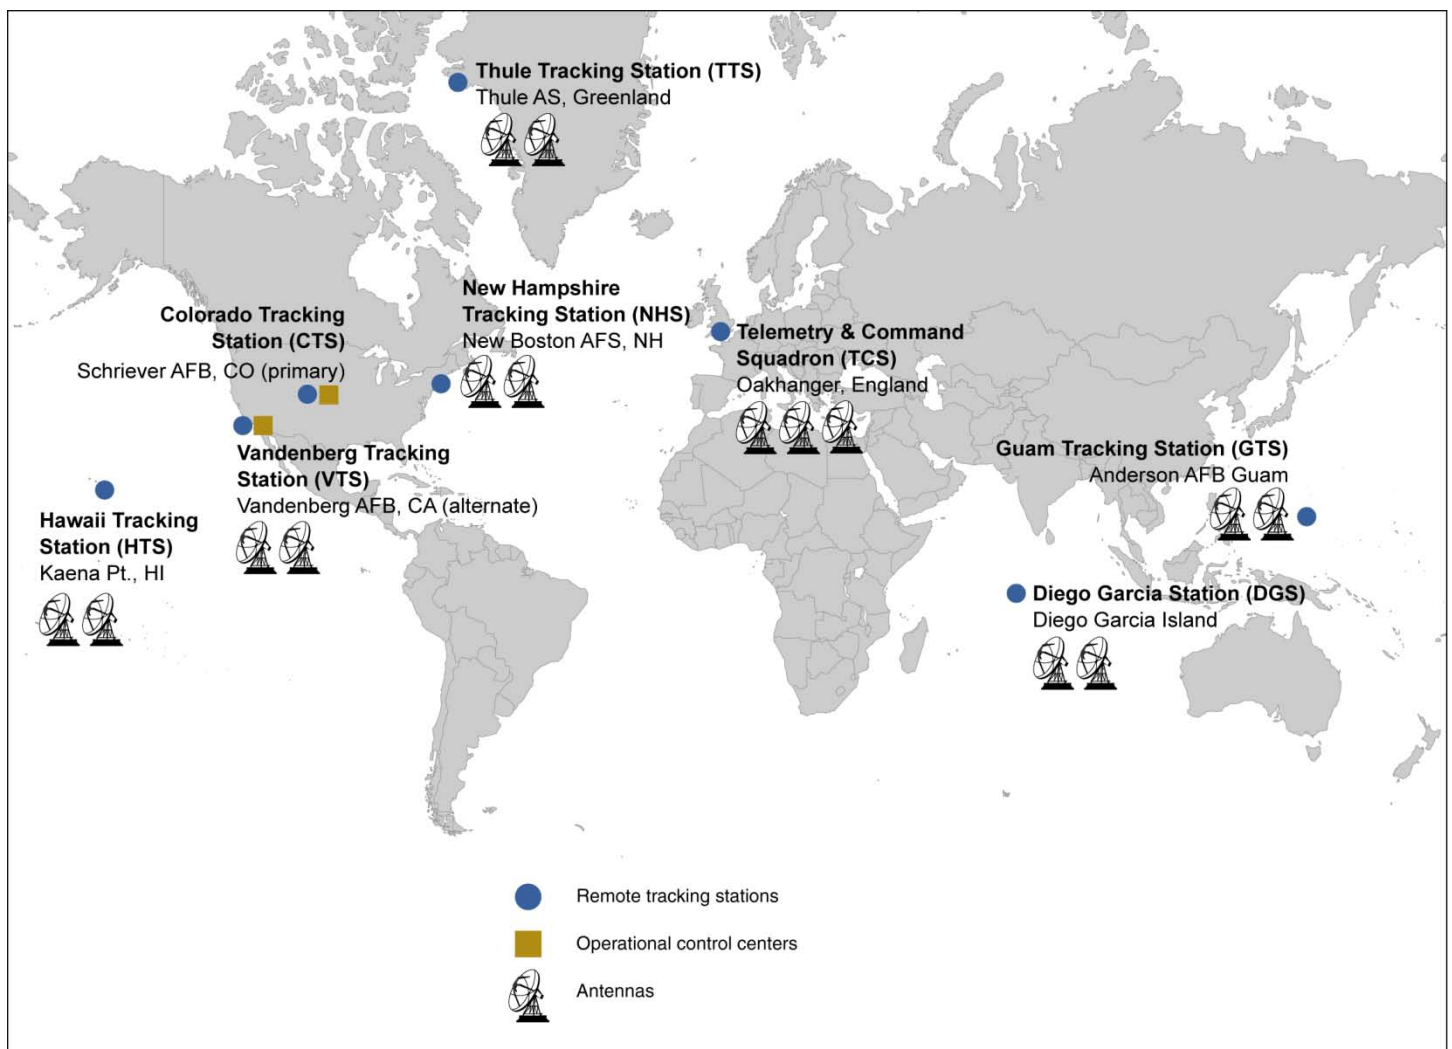 Thule Tracking Station (TTS)
Thule AS, Greenland
New Hampshire
Tracking Station (NHS)
New Boston AFS, NH
Colorado Tracking
Station (CTS)
Schriever AFB, CO (primary)
Telemetry & Command
Squadron (TCS)
Oakhanger, England
Vandenberg Tracking
Station (VTS)
Vandenberg AFB, CA (alternate)
Guam Tracking Station (GTS)
Anderson AFB Guam
Hawaii Tracking
Station (HTS)
Kaena Pt., HI
Diego Garcia Station (DGS)
Diego Garcia Island
Remote tracking stations
Operational control centers
Antennas